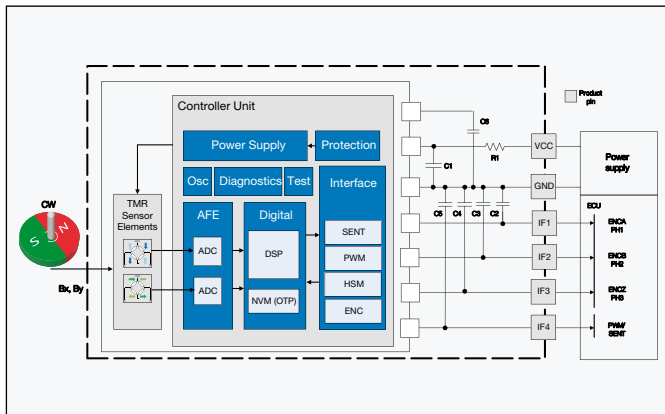 Controller Unit
Power Supply
Protection
Osc
Diagnostics
Test
Interface
TMR
Sensor
Elements
AFE
ADC
ADC
Digital
DSP
NVM (OTP)
SENT
PWM
HSM
ENC
CW
S
N
Bx, By
C6
R1
C1
C5
C4
C3
C2
Product
pin
VCC
GND
IF1
IF2
IF3
IF4
Power
supply
ECU
ENCA
PH1
ENCB
PH2
ENCZ
PH3
PWM/
SENT